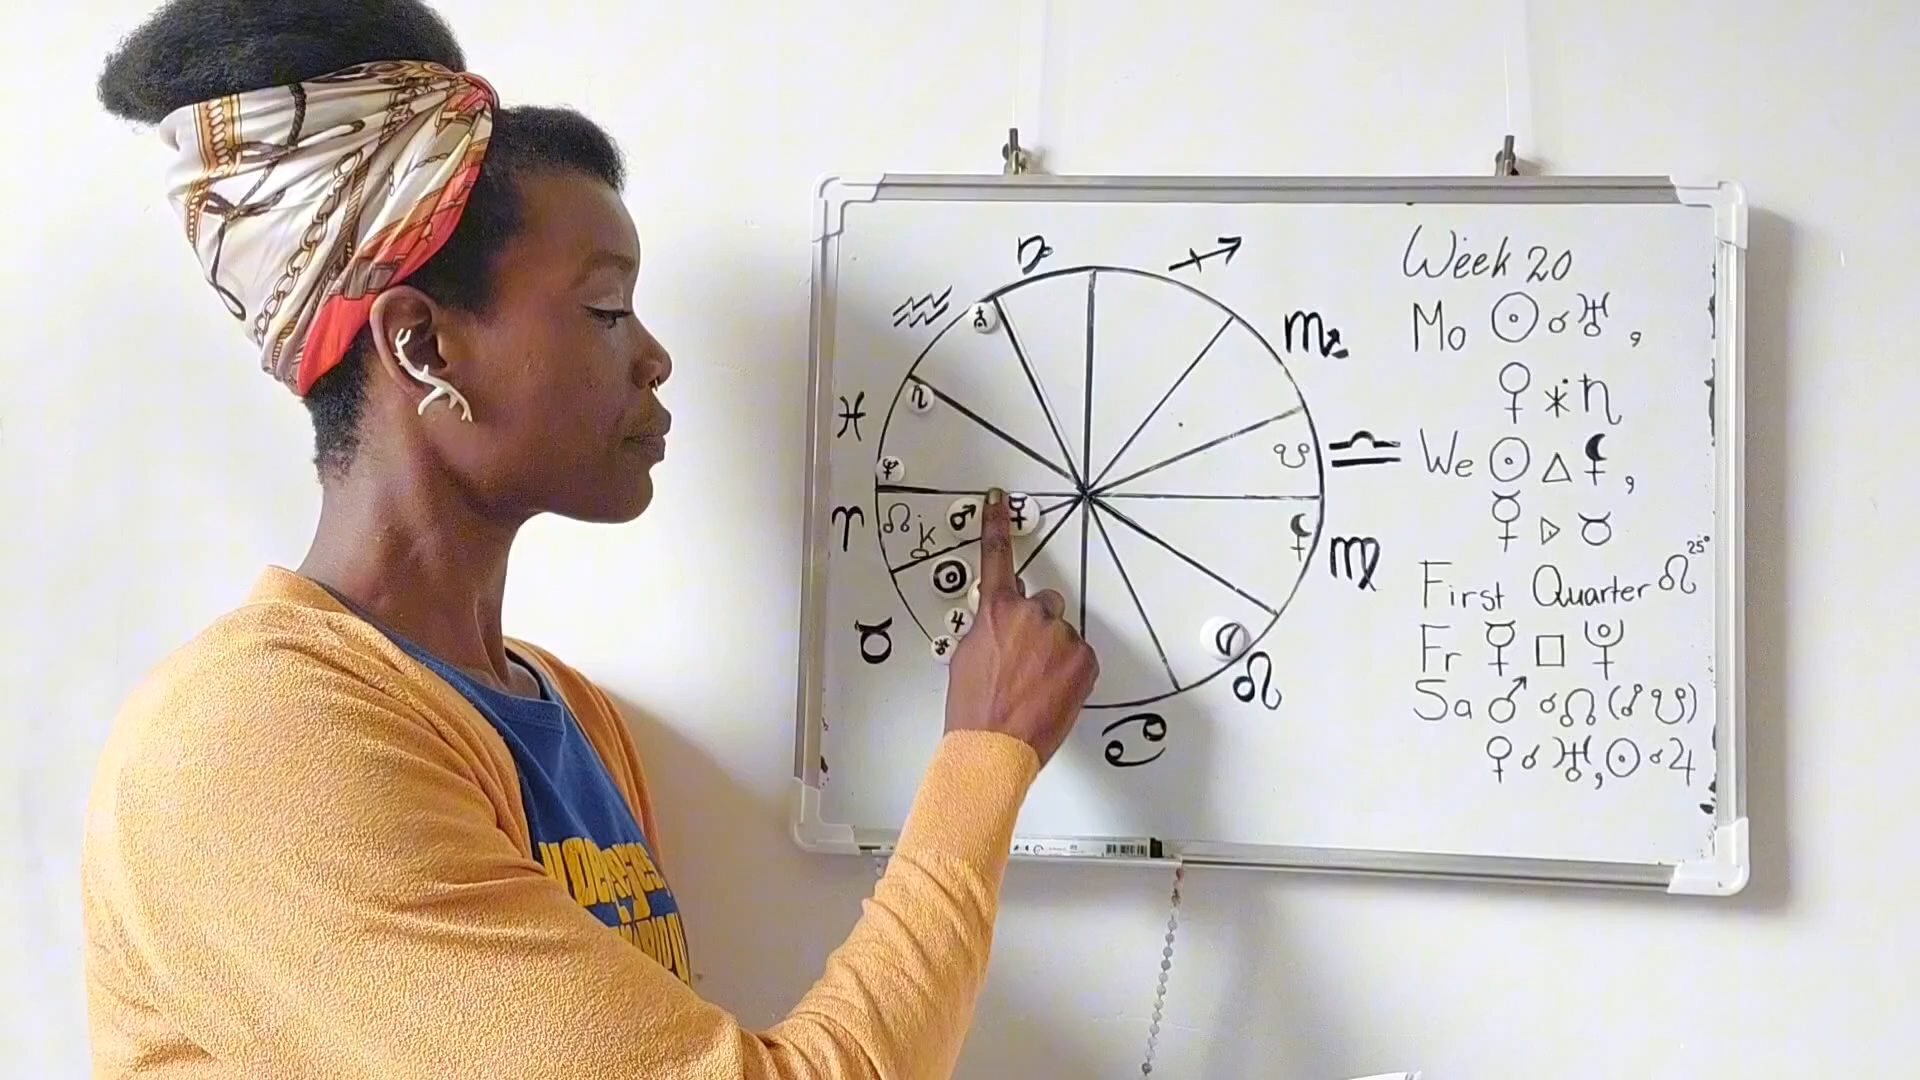 Week 20
Mo ☉ ☌ ♅,
♀ ⚹ ♄
We ☉ △ ⚸,
☿ ▷ ♉
First Quarter ♌ 25°
Fr ☿ □ ♇
Sa ♂ ☌ ☊ (☍ ☋)
♀ ☌ ♅, ☉ ☌ ♃
♑
♐
♒
♏
♓
♎
♈
♍
♉
♌
♋
♇
♄
♆
☊
♂
☿
☉
♃
♅
☋
⚸